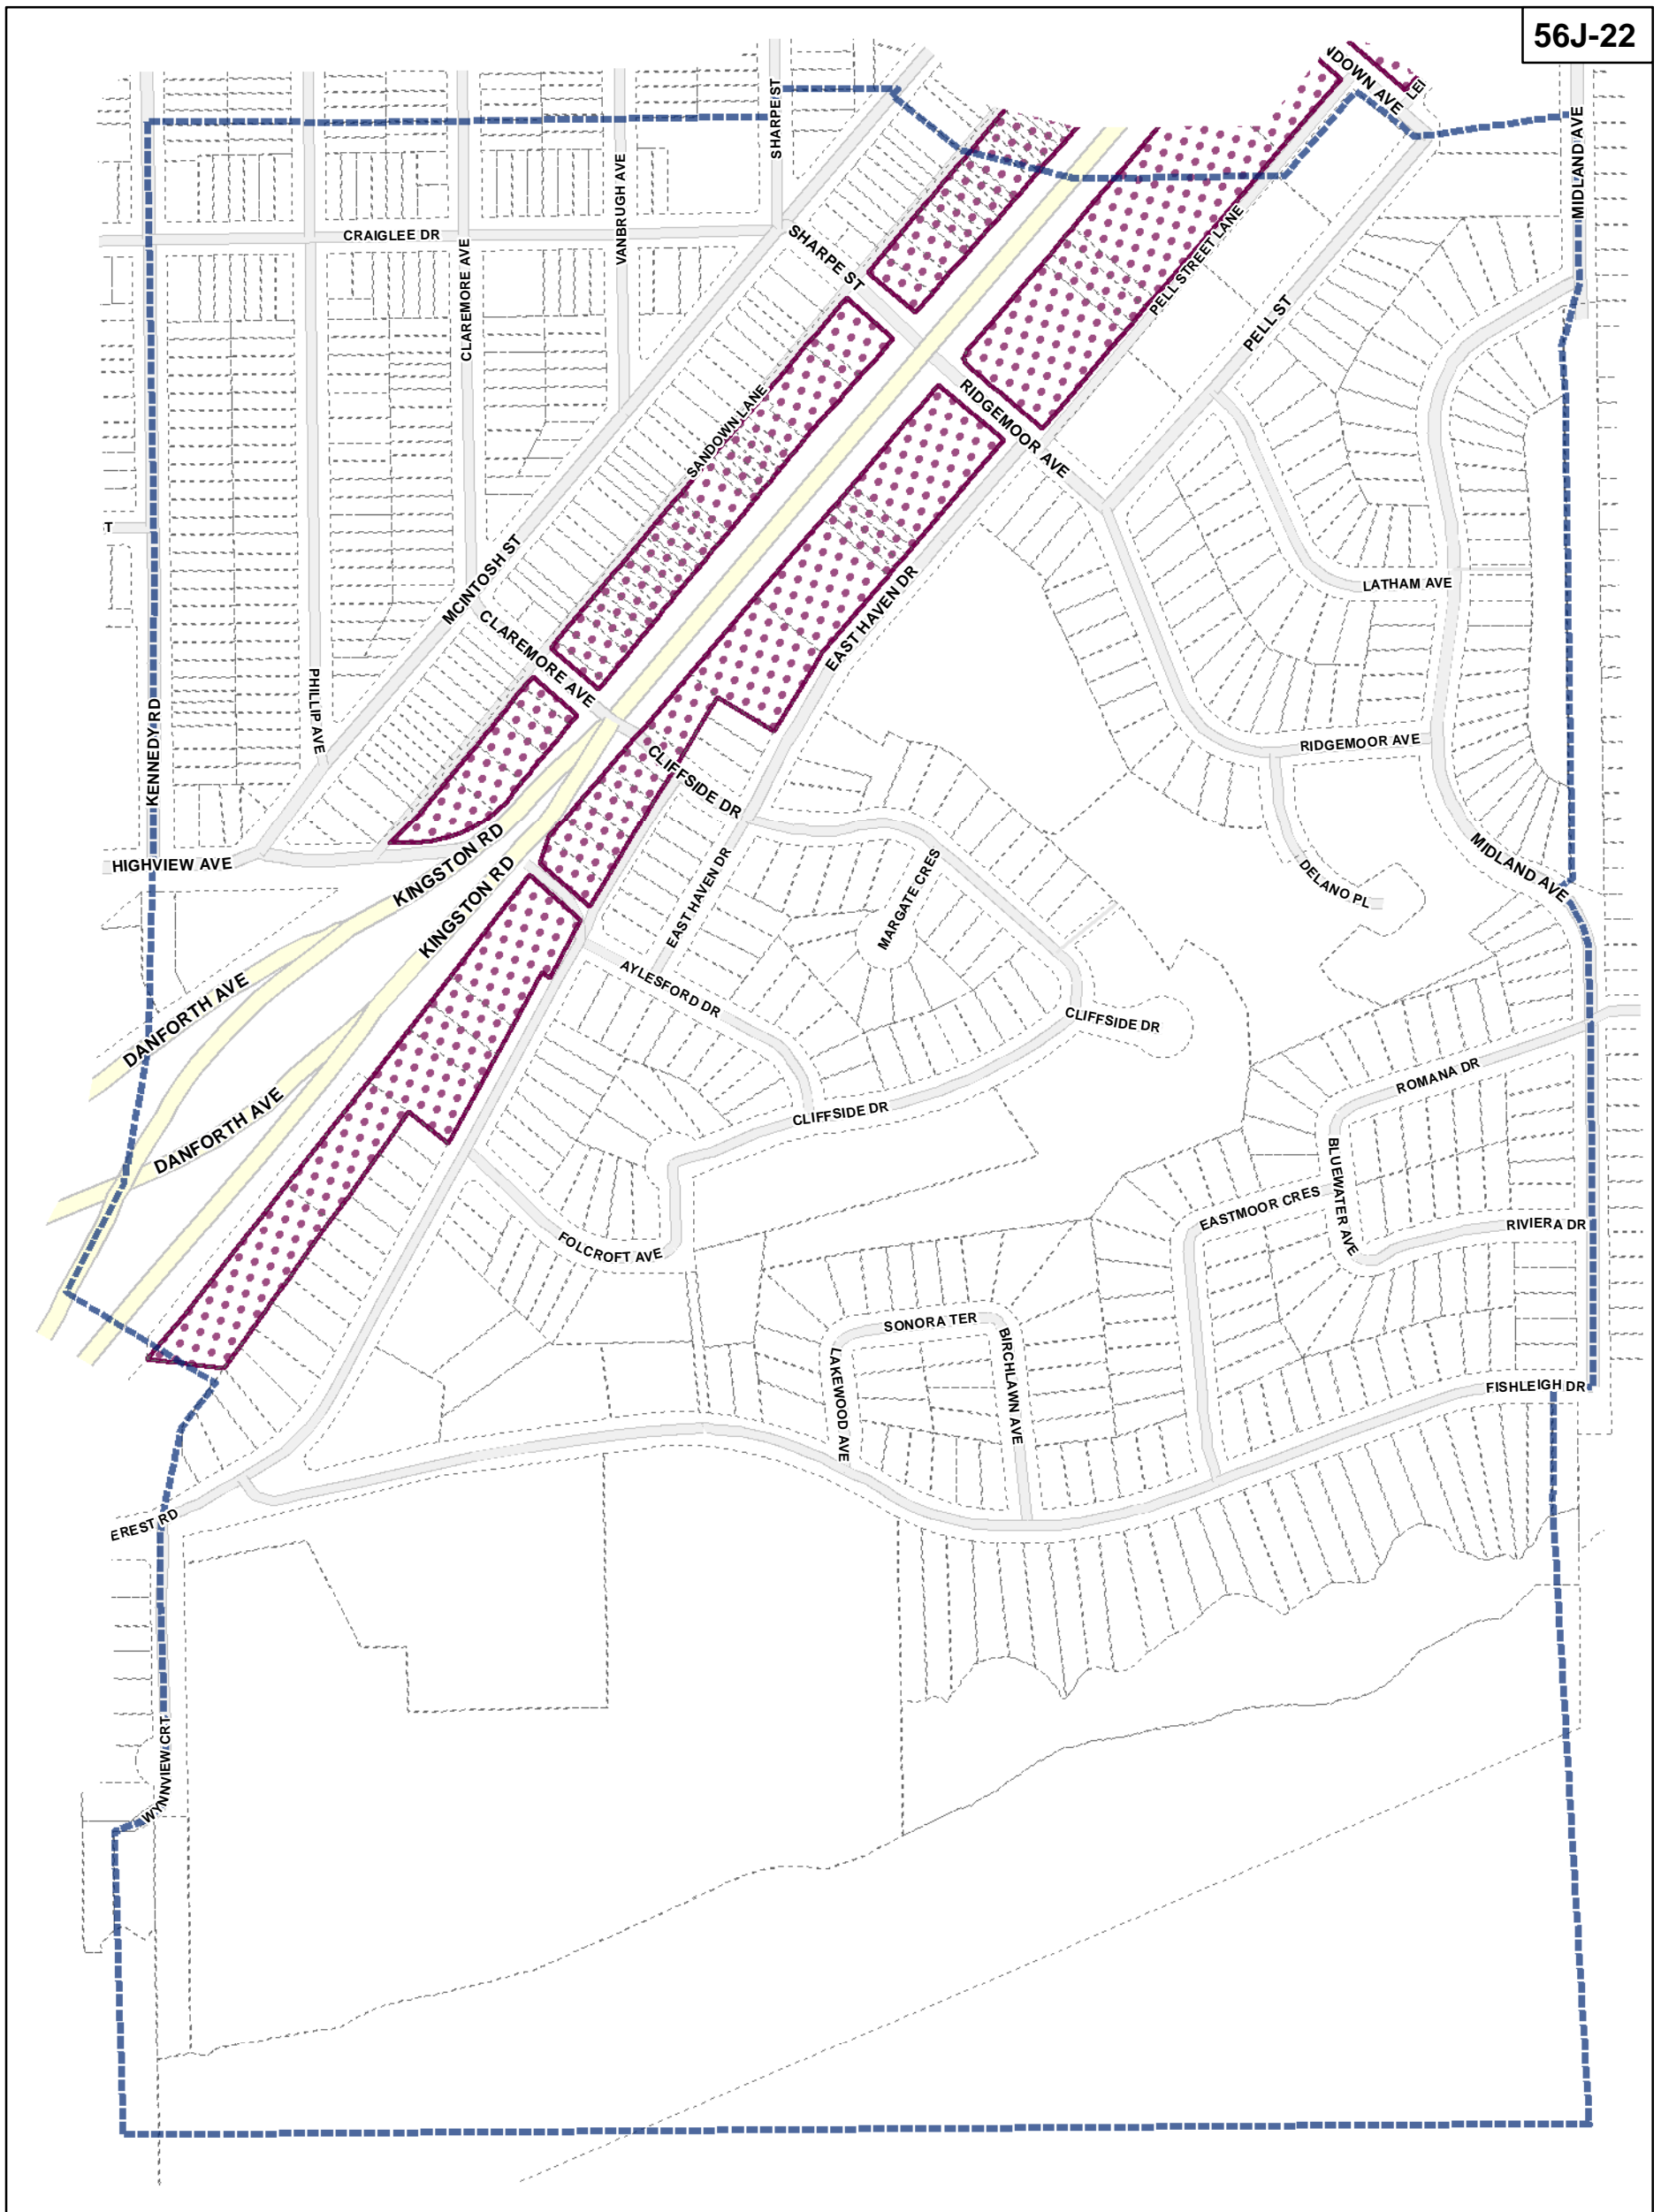 56J-22
NDOWN AVE
LEI
SHARPE ST
MIDLAND AVE
VANBRUGH AVE
CRAIGLEE DR
CLAREMORE AVE
SHARPE ST
PELL STREET LANE
PELL ST
SANDOWN LANE
RIDGEMOOR AVE
T
MCINTOSH ST
LATHAM AVE
EAST HAVEN DR
CLAREMORE AVE
PHILLIP AVE
KENNEDY RD
RIDGEMOOR AVE
CLIFFSIDE DR
HIGHVIEW AVE
KINGSTON RD
KINGSTON RD
MIDLAND AVE
DELANO PL
EAST HAVEN DR
MARGATE CRES
AYLESFORD DR
DANFORTH AVE
CLIFFSIDE DR
ROMANA DR
CLIFFSIDE DR
DANFORTH AVE
BLUEWATER AVE
EASTMOOR CRES
RIVIERA DR
FOLCROFT AVE
SONORA TER
LAKEWOOD AVE
BIRCHLAWN AVE
FISHLEIGH DR
EREST RD
WYNNVIEW CRT